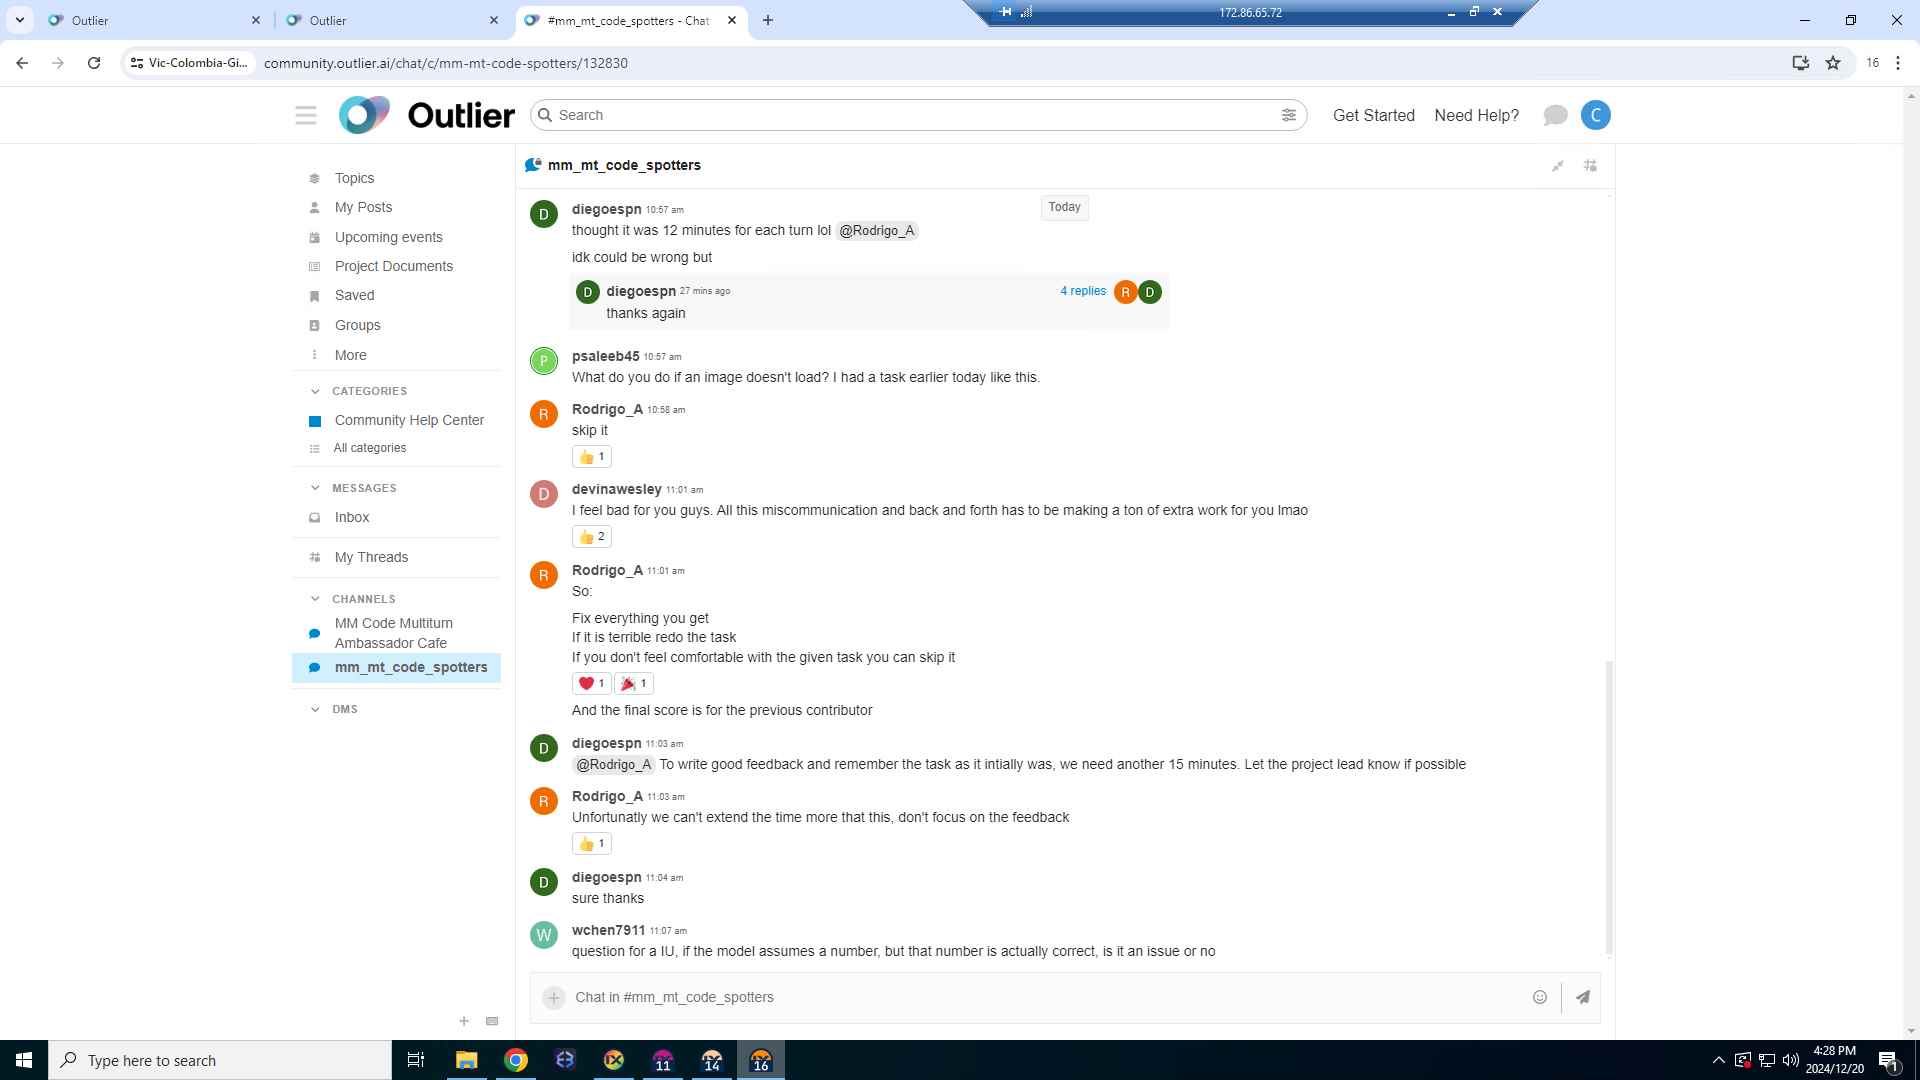 Outlier
Outlier
#mm_mt_code_spotters - Chat
172.86.65.72
Vic-Colombia-Gi...
community.outlier.ai/chat/c/mm-mt-code-spotters/132830
16
Outlier
Search
Get Started
Need Help?
C
Topics
My Posts
Upcoming events
Project Documents
Saved
Groups
More
CATEGORIES
Community Help Center
All categories
MESSAGES
Inbox
My Threads
CHANNELS
MM Code Multiturn
Ambassador Cafe
mm_mt_code_spotters
DMS
mm_mt_code_spotters
Today
D
diegoespn 10:57 am
thought it was 12 minutes for each turn lol @Rodrigo_A
idk could be wrong but
D diegoespn 27 mins ago 4 replies R D
thanks again
P
psaleeb45 10:57 am
What do you do if an image doesn't load? I had a task earlier today like this.
R
Rodrigo_A 10:58 am
skip it
👍 1
D
devinawesley 11:01 am
I feel bad for you guys. All this miscommunication and back and forth has to be making a ton of extra work for you lmao
👍 2
R
Rodrigo_A 11:01 am
So:
Fix everything you get
If it is terrible redo the task
If you don't feel comfortable with the given task you can skip it
❤️ 1 🎉 1
And the final score is for the previous contributor
D
diegoespn 11:03 am
@Rodrigo_A To write good feedback and remember the task as it intially was, we need another 15 minutes. Let the project lead know if possible
R
Rodrigo_A 11:03 am
Unfortunatly we can't extend the time more that this, don't focus on the feedback
👍 1
D
diegoespn 11:04 am
sure thanks
W
wchen7911 11:07 am
question for a IU, if the model assumes a number, but that number is actually correct, is it an issue or no
Chat in #mm_mt_code_spotters
Type here to search
11
14
16
4:28 PM
2024/12/20
1